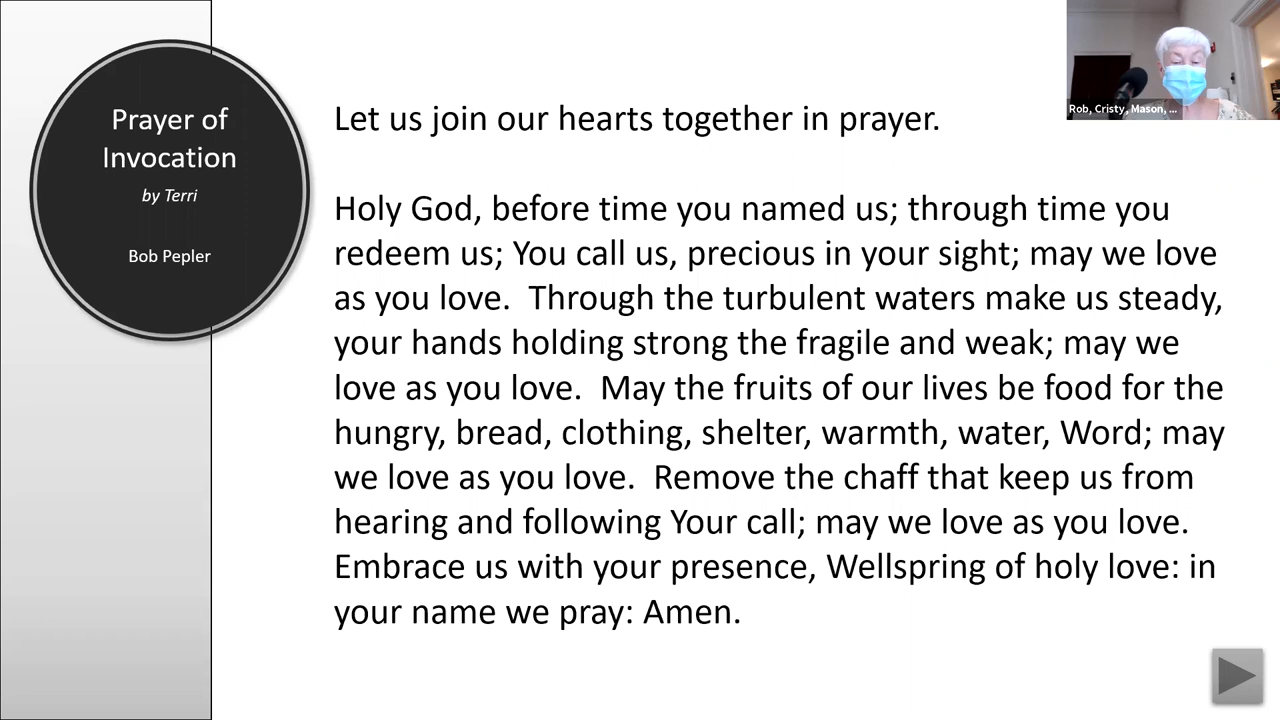 Prayer of
Invocation
by Terri
Bob Pepler
Let us join our hearts together in prayer.
Holy God, before time you named us; through time you
redeem us; You call us, precious in your sight; may we love
as you love.  Through the turbulent waters make us steady,
your hands holding strong the fragile and weak; may we
love as you love.  May the fruits of our lives be food for the
hungry, bread, clothing, shelter, warmth, water, Word; may
we love as you love.  Remove the chaff that keep us from
hearing and following Your call; may we love as you love.
Embrace us with your presence, Wellspring of holy love: in
your name we pray: Amen.
Rob, Cristy, Mason, ...